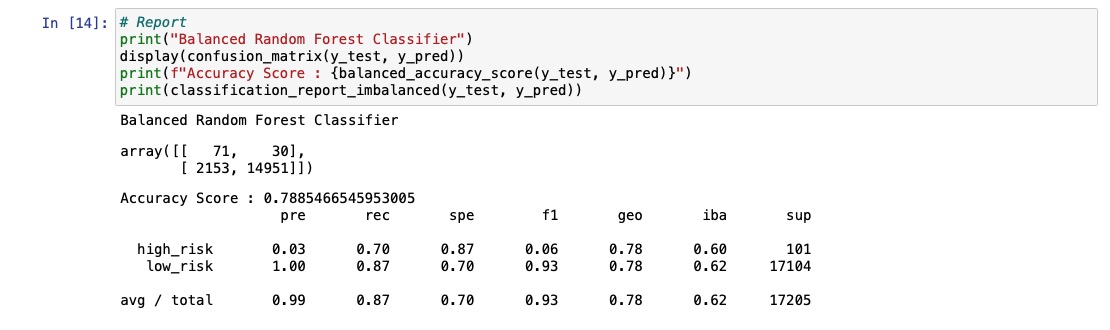 In [14]: # Report
print("Balanced Random Forest Classifier")
display(confusion_matrix(y_test, y_pred))
print(f"Accuracy Score : {balanced_accuracy_score(y_test, y_pred)}")
print(classification_report_imbalanced(y_test, y_pred))
Balanced Random Forest Classifier
array([[   71,    30],
       [ 2153, 14951]])
Accuracy Score : 0.7885466545953005
                   pre       rec       spe        f1       geo       iba       sup
  high_risk       0.03      0.70      0.87      0.06      0.78      0.60       101
   low_risk       1.00      0.87      0.70      0.93      0.78      0.62     17104
avg / total       0.99      0.87      0.70      0.93      0.78      0.62     17205